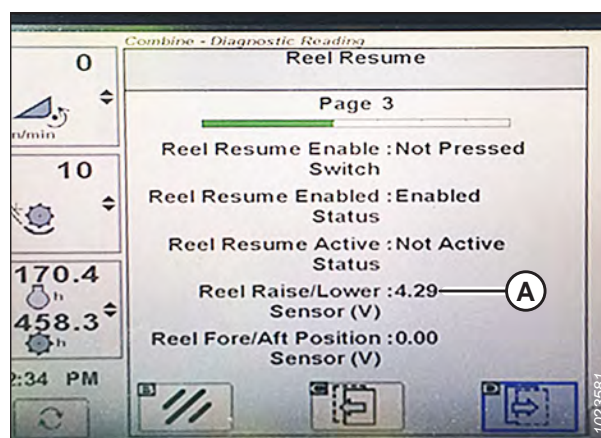 Combine - Diagnostic Reading
Reel Resume
Page 3
Reel Resume Enable :Not Pressed
Switch
Reel Resume Enabled :Enabled
Status
Reel Resume Active :Not Active
Status
Reel Raise/Lower :4.29
Sensor (V)
A
Reel Fore/Aft Position :0.00
Sensor (V)
0
n/min
10
170.4
h
458.3
h
2:34 PM
B
C
D
1023581